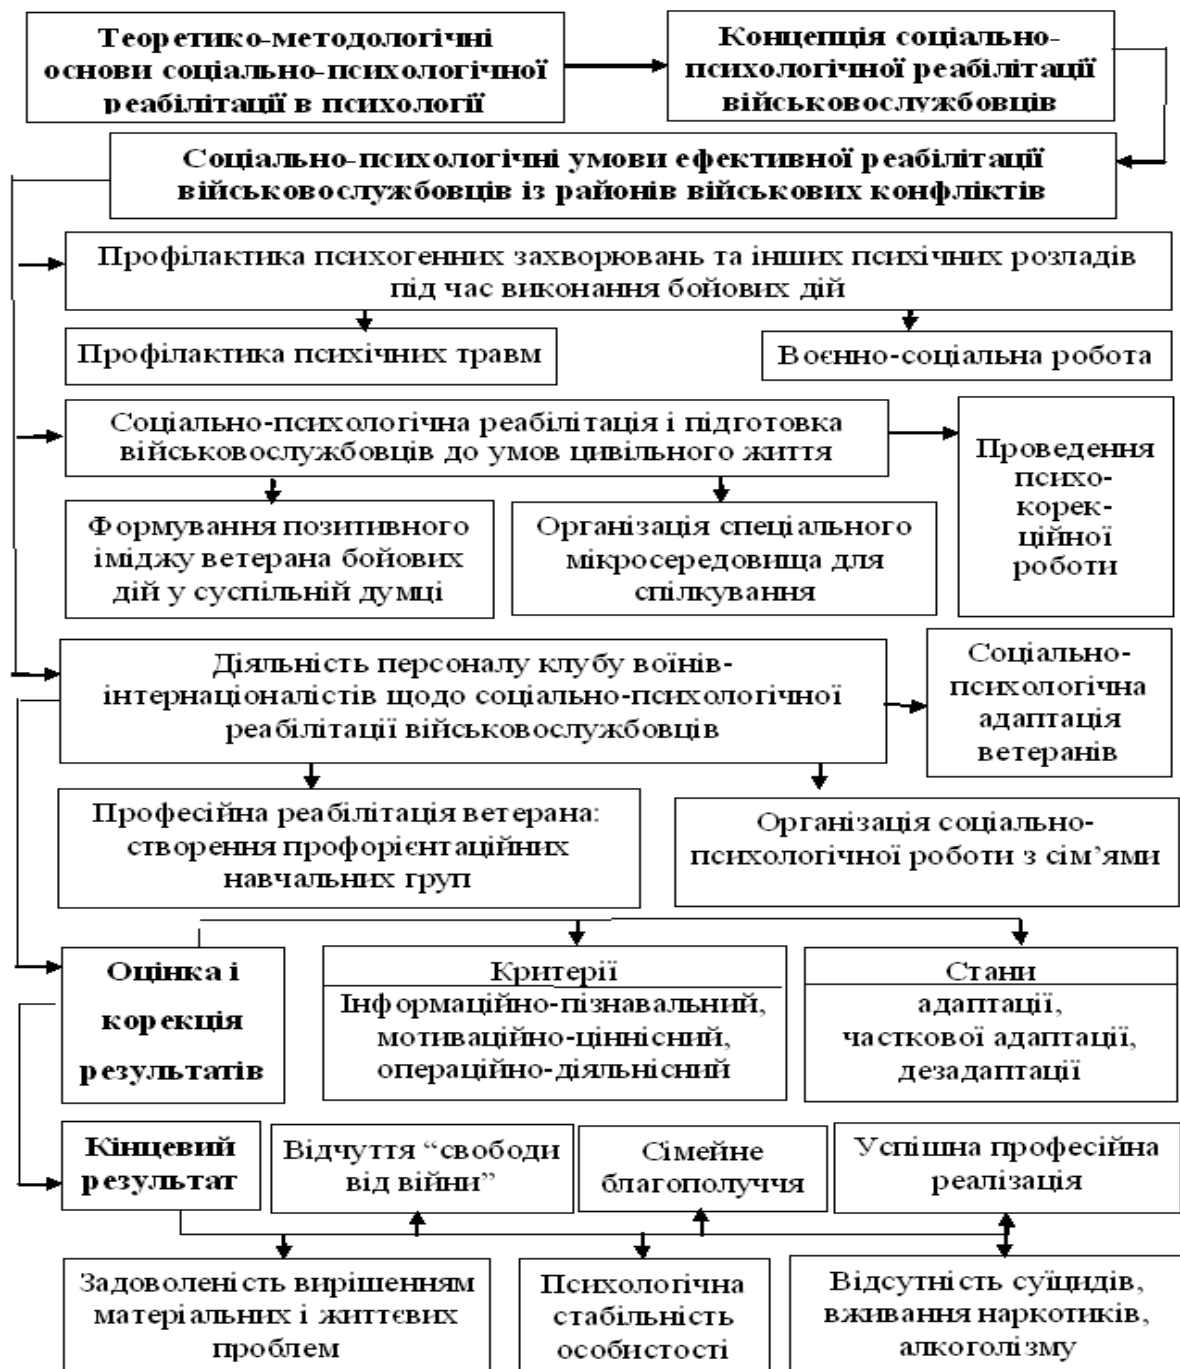 Теоретико-методологічні
основи соціально-психологічної
реабілітації в психології
Концепція соціально-
психологічної реабілітації
військовослужбовців
Соціально-психологічні умови ефективної реабілітації
військовослужбовців із районів військових конфліктів
Профілактика психогенних захворювань та інших психічних розладів
під час виконання бойових дій
Профілактика психічних травм
Воєнно-соціальна робота
Соціально-психологічна реабілітація і підготовка
військовослужбовців до умов цивільного життя
Проведення
психо-
корек-
ційної
роботи
Формування позитивного
іміджу ветерана бойових
дій у суспільній думці
Організація спеціального
мікросередовища для
спілкування
Діяльність персоналу клубу воїнів-
інтернаціоналістів щодо соціально-психологічної
реабілітації військовослужбовців
Соціально-
психологічна
адаптація
ветеранів
Професійна реабілітація ветерана:
створення профорієнтаційних
навчальних груп
Організація соціально-
психологічної роботи з сім’ями
Оцінка і
корекція
результатів
Критерії
Інформаційно-пізнавальний,
мотиваційно-ціннісний,
операційно-діяльнісний
Стани
адаптації,
часткової адаптації,
дезадаптації
Кінцевий
результат
Відчуття “свободи
від війни”
Сімейне
благополуччя
Успішна професійна
реалізація
Задоволеність вирішенням
матеріальних і життєвих
проблем
Психологічна
стабільність
особистості
Відсутність суїцидів,
вживання наркотиків,
алкоголізму